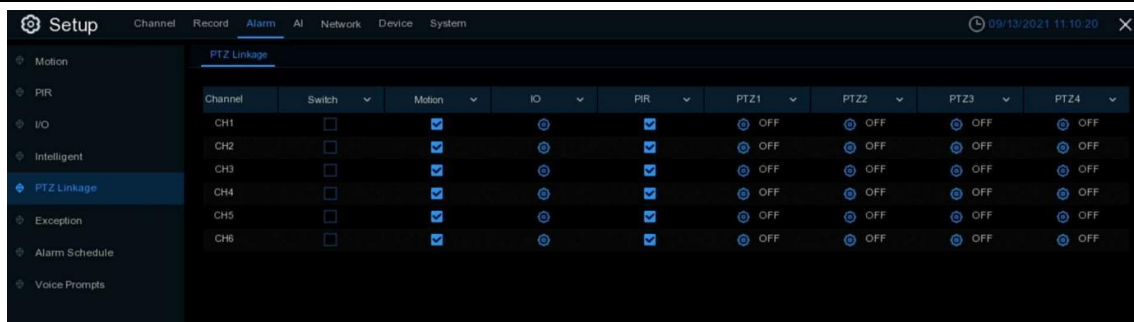 Setup Channel Record Alarm AI Network Device System 09/13/2021 11:10:20
PTZ Linkage
Motion
PIR
I/O
Intelligent
PTZ Linkage
Exception
Alarm Schedule
Voice Prompts
Channel Switch Motion IO PIR PTZ1 PTZ2 PTZ3 PTZ4
CH1 OFF OFF OFF OFF
CH2 OFF OFF OFF OFF
CH3 OFF OFF OFF OFF
CH4 OFF OFF OFF OFF
CH5 OFF OFF OFF OFF
CH6 OFF OFF OFF OFF